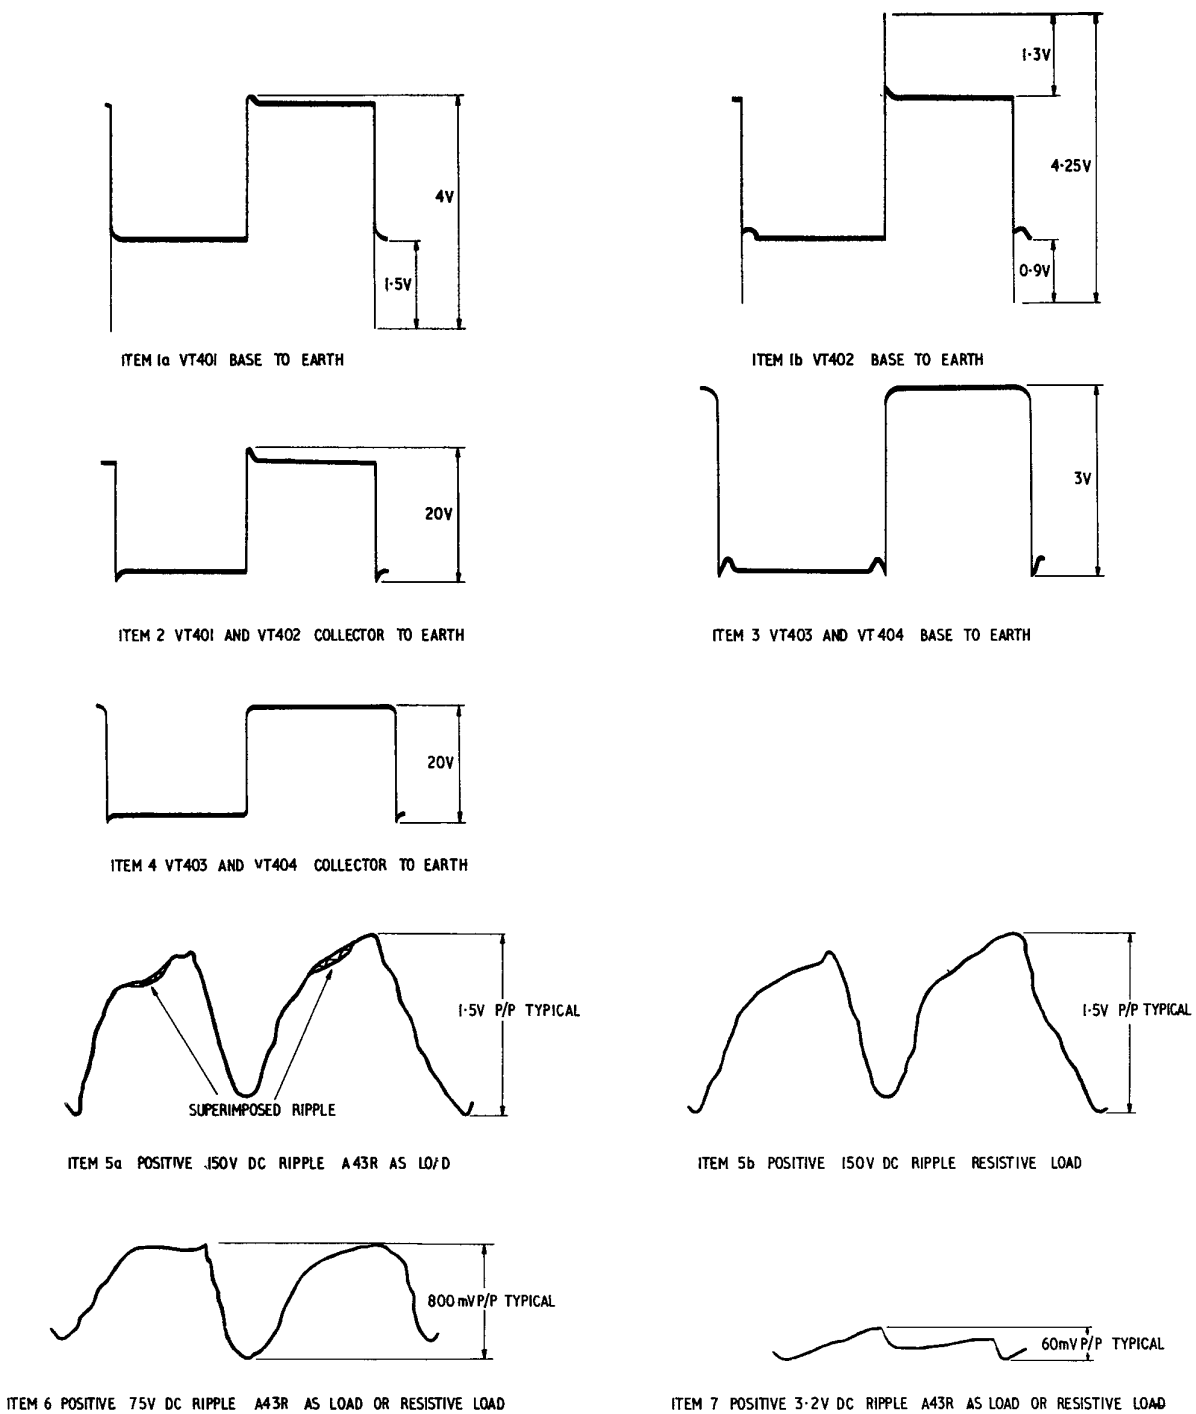 1·3V
4V
4·25V
1·5V
0·9V
ITEM 1a VT401 BASE TO EARTH
ITEM 1b VT402 BASE TO EARTH
20V
3V
ITEM 2 VT401 AND VT402 COLLECTOR TO EARTH
ITEM 3 VT403 AND VT404 BASE TO EARTH
20V
ITEM 4 VT403 AND VT404 COLLECTOR TO EARTH
1·5V P/P TYPICAL
1·5V P/P TYPICAL
SUPERIMPOSED RIPPLE
ITEM 5a POSITIVE 150V DC RIPPLE A43R AS LOAD
ITEM 5b POSITIVE 150V DC RIPPLE RESISTIVE LOAD
800mV P/P TYPICAL
60mV P/P TYPICAL
ITEM 6 POSITIVE 75V DC RIPPLE A43R AS LOAD OR RESISTIVE LOAD
ITEM 7 POSITIVE 3·2V DC RIPPLE A43R AS LOAD OR RESISTIVE LOAD